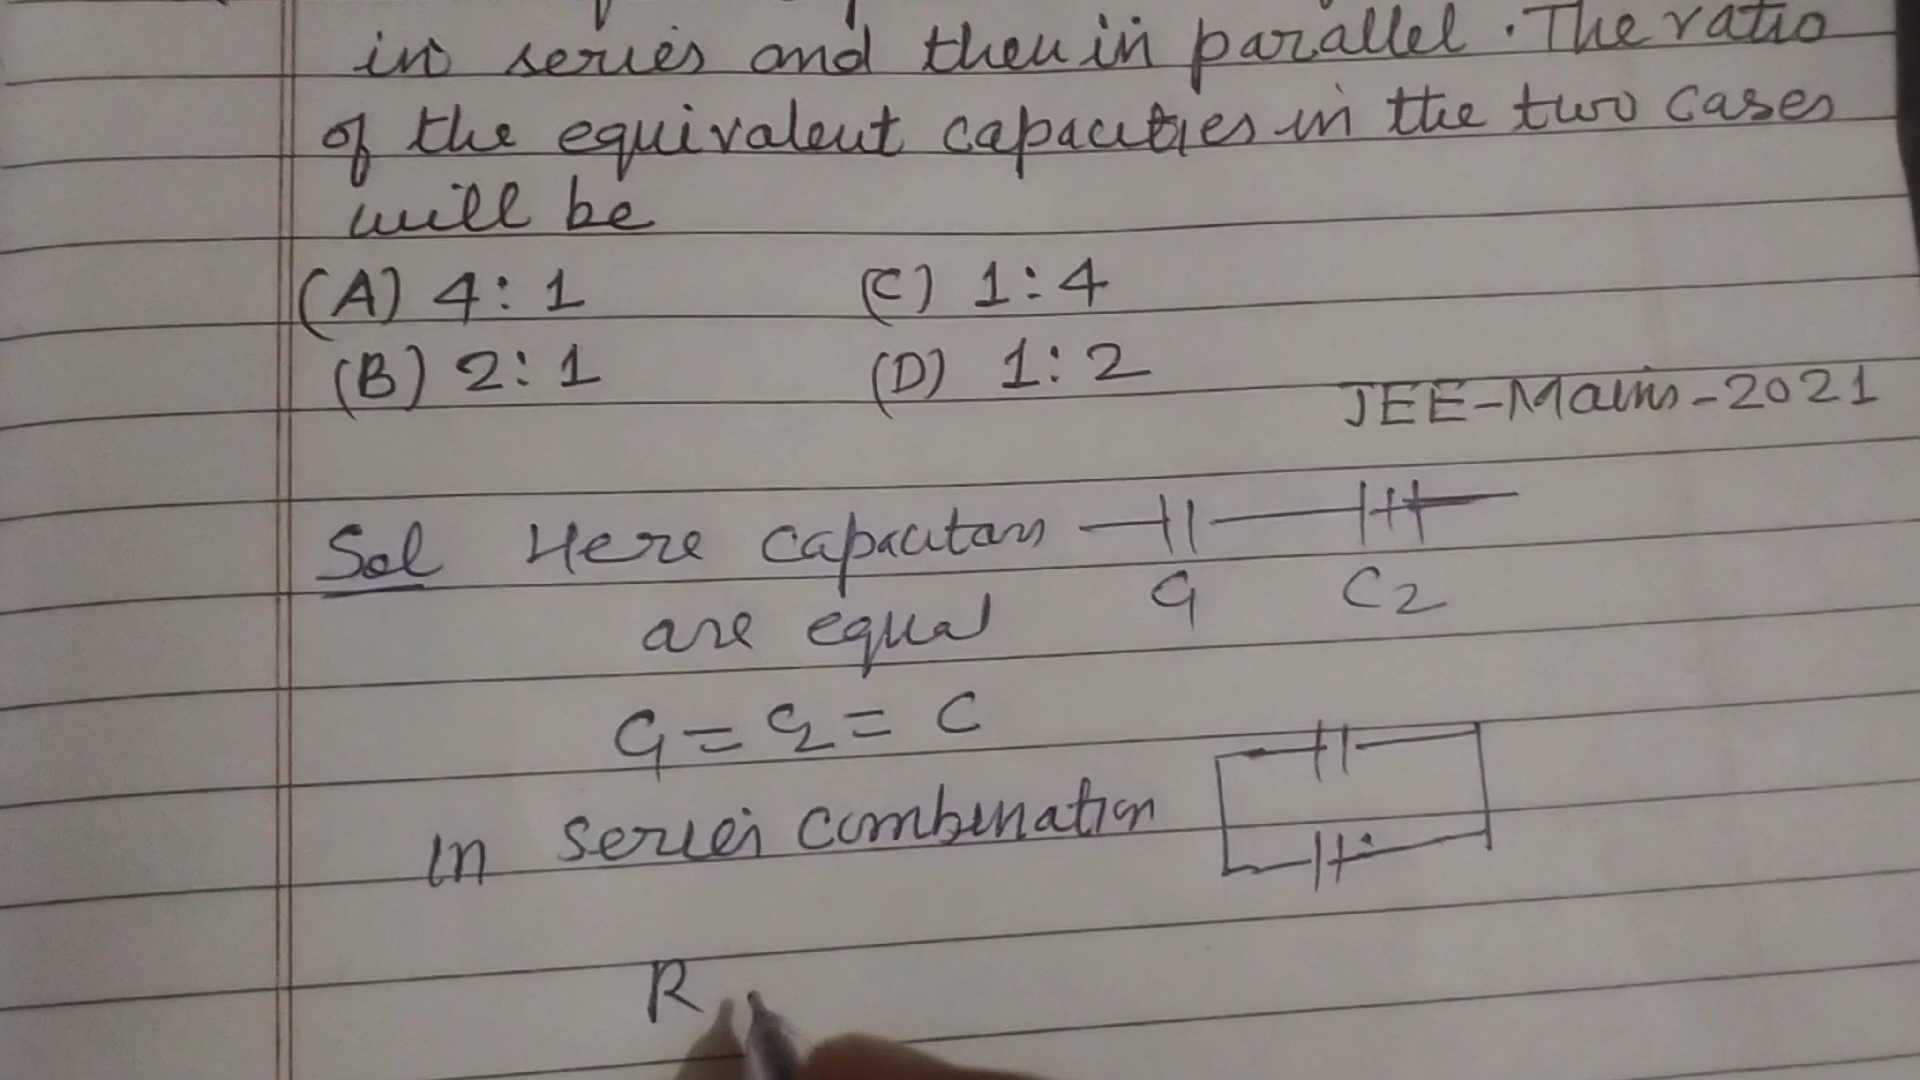 in series and then in parallel. The ratio
of the equivalent capacities in the two cases
will be
(A) 4:1 (C) 1:4
(B) 2:1 (D) 1:2
JEE-Mains-2021
Sol Here capacitors
are equal C1 C2
C1 = C2 = C
In series combination
R